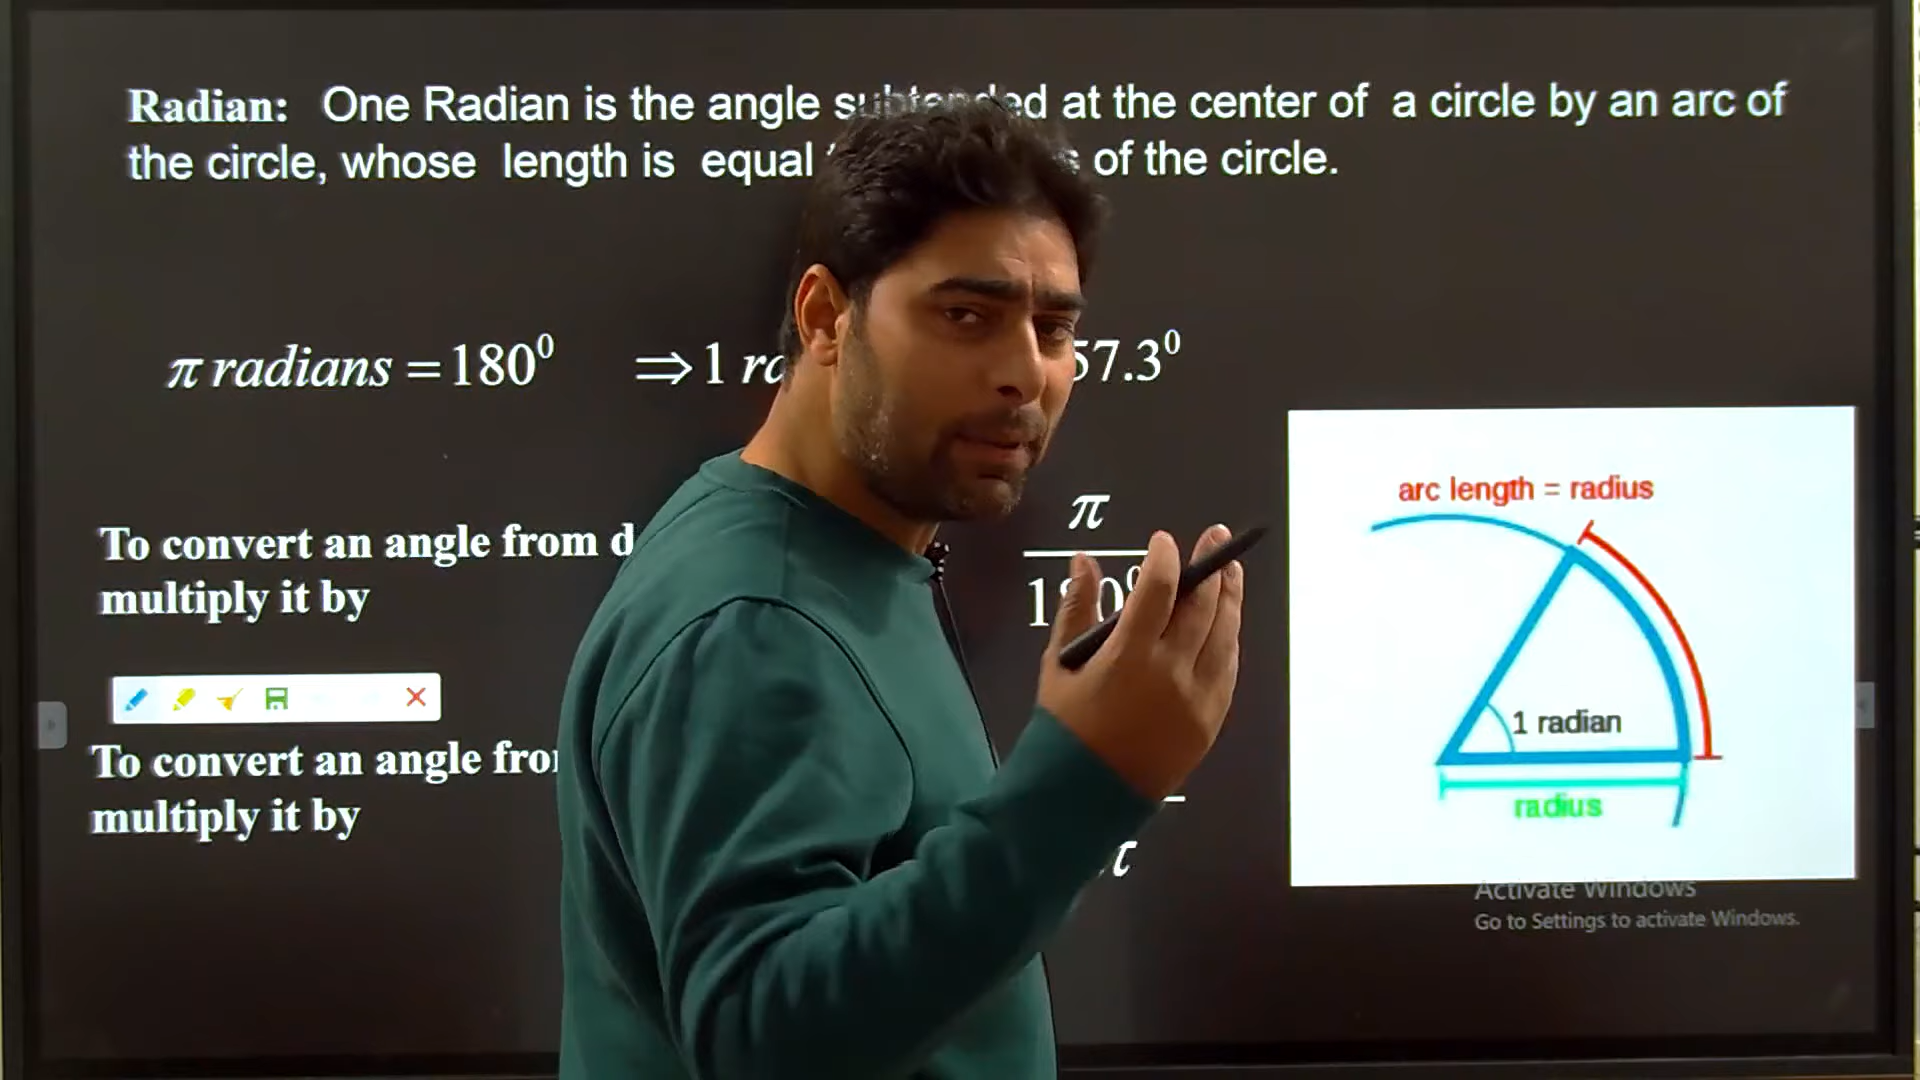 Radian: One Radian is the angle subtended at the center of a circle by an arc of
the circle, whose length is equal of the circle.
π radians = 180⁰ ⇒ 1 57.3⁰
To convert an angle from
multiply it by
π
180⁰
To convert an angle
multiply it by
π
arc length = radius
1 radian
radius
Activate Windows
Go to Settings to activate Windows.